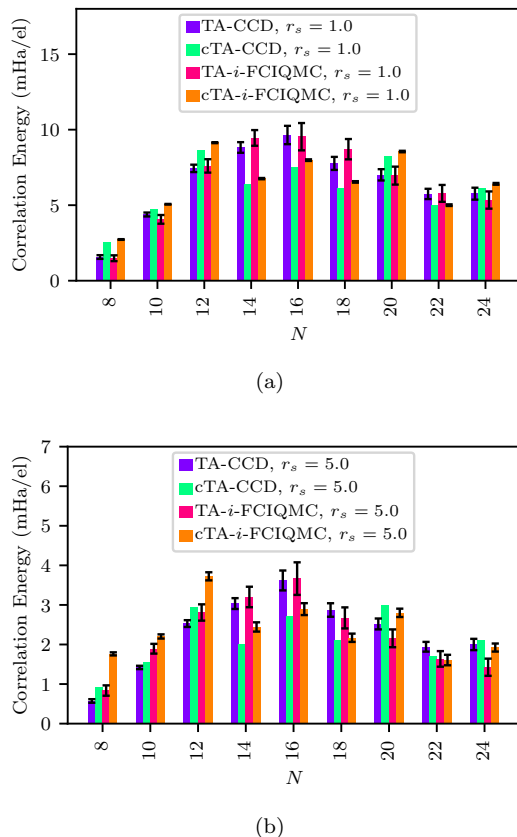 TA-CCD, r_s = 1.0
cTA-CCD, r_s = 1.0
TA-i-FCIQMC, r_s = 1.0
cTA-i-FCIQMC, r_s = 1.0
Correlation Energy (mHa/el)
15
10
5
0
8 10 12 14 16 18 20 22 24
N
(a)
TA-CCD, r_s = 5.0
cTA-CCD, r_s = 5.0
TA-i-FCIQMC, r_s = 5.0
cTA-i-FCIQMC, r_s = 5.0
Correlation Energy (mHa/el)
7
6
5
4
3
2
1
0
8 10 12 14 16 18 20 22 24
N
(b)